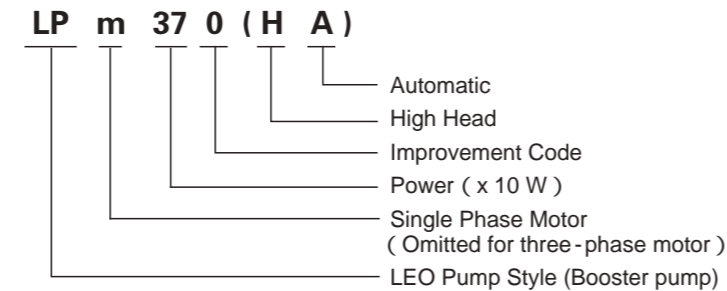 LP m 37 0 ( H A )
Automatic
High Head
Improvement Code
Power ( x 10 W )
Single Phase Motor
( Omitted for three-phase motor )
LEO Pump Style (Booster pump)